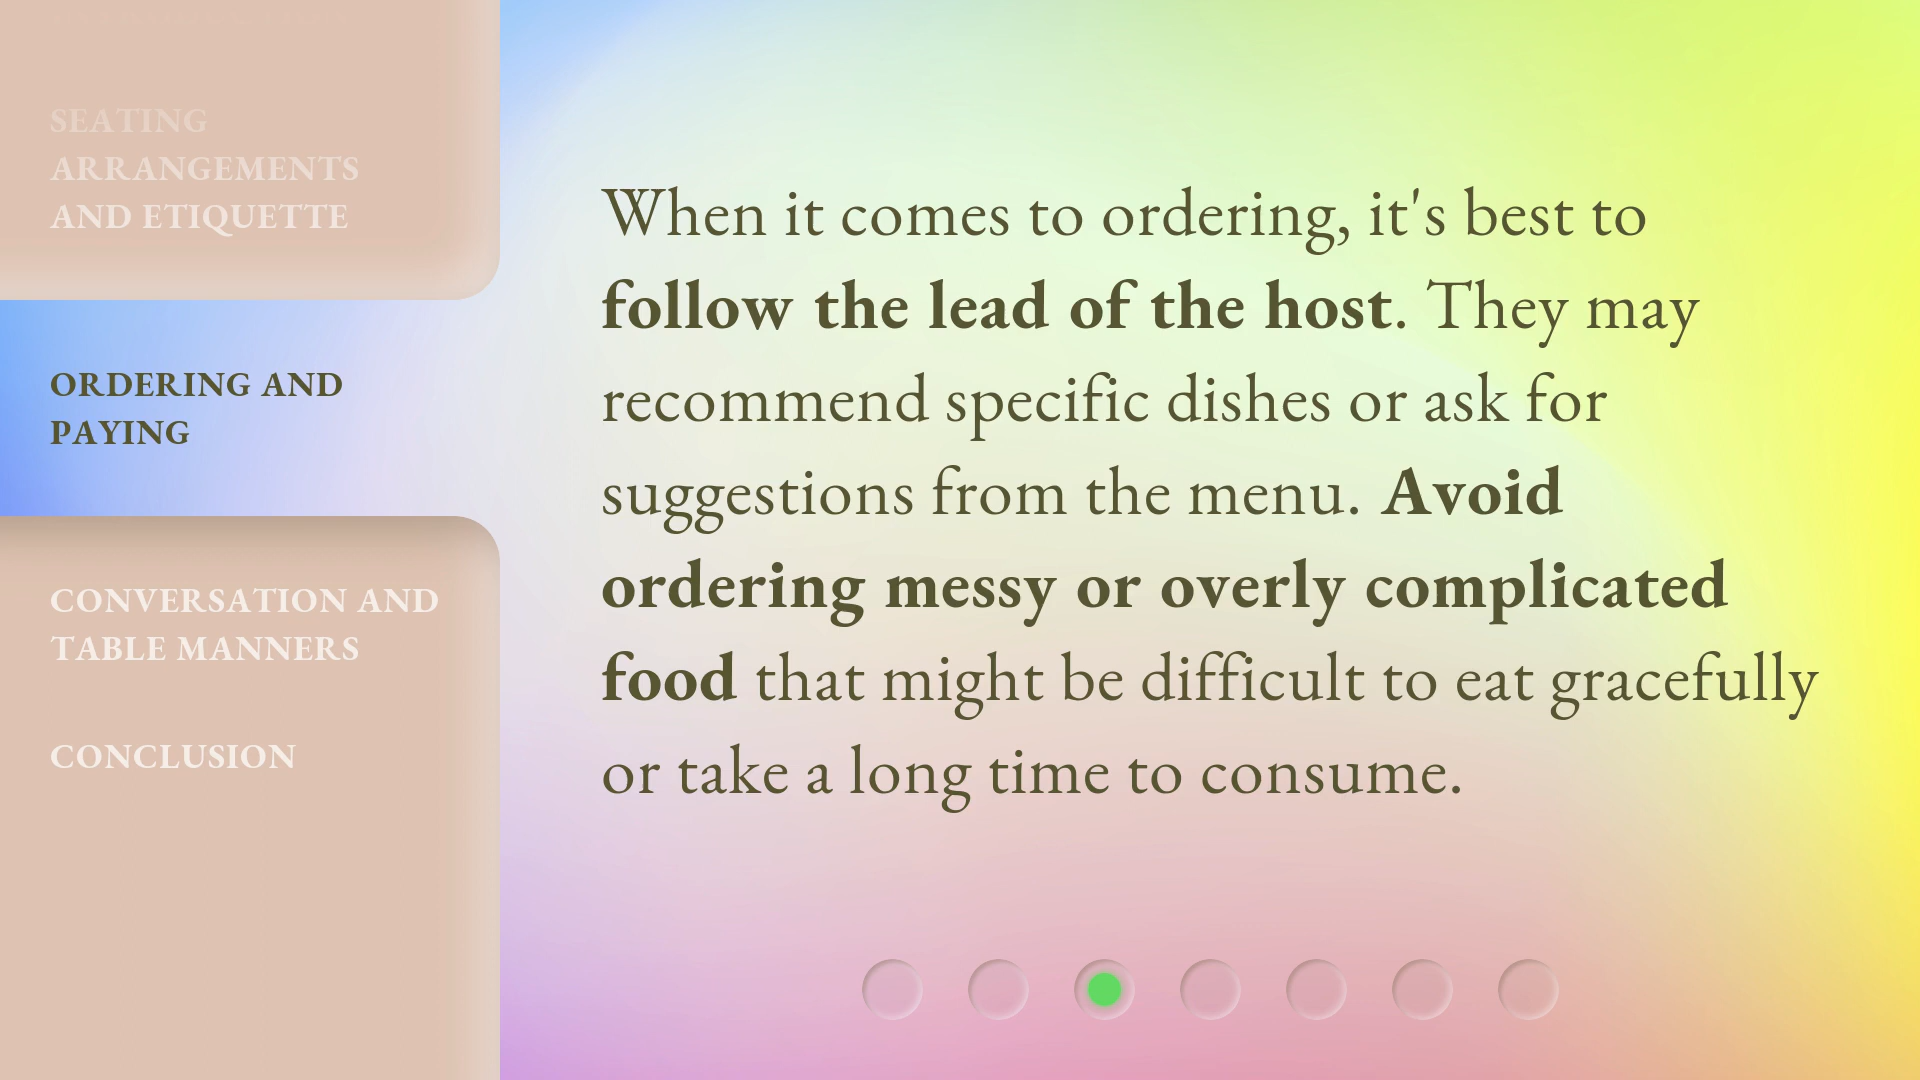 SEATING
ARRANGEMENTS
AND ETIQUETTE
ORDERING AND
PAYING
CONVERSATION AND
TABLE MANNERS
CONCLUSION
When it comes to ordering, it's best to
follow the lead of the host. They may
recommend specific dishes or ask for
suggestions from the menu. Avoid
ordering messy or overly complicated
food that might be difficult to eat gracefully
or take a long time to consume.